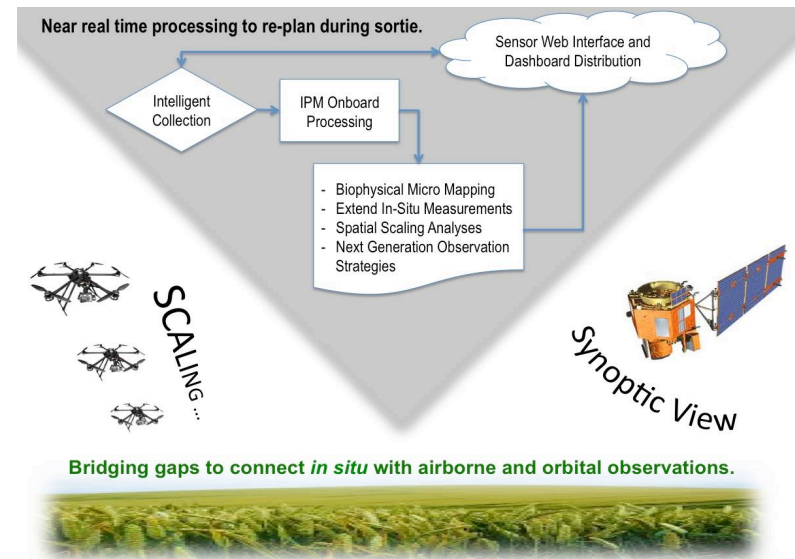 Near real time processing to re-plan during sortie.
Sensor Web Interface and
Dashboard Distribution
Intelligent
Collection
IPM Onboard
Processing
- Biophysical Micro Mapping
- Extend In-Situ Measurements
- Spatial Scaling Analyses
- Next Generation Observation
Strategies
SCALING ...
Synoptic View
Bridging gaps to connect in situ with airborne and orbital observations.